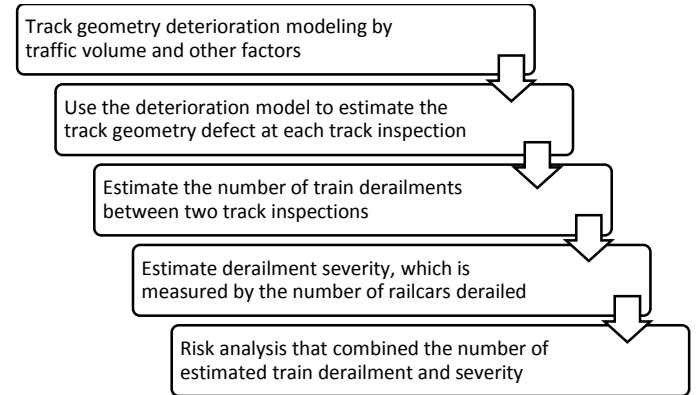 Track geometry deterioration modeling by
traffic volume and other factors
Use the deterioration model to estimate the
track geometry defect at each track inspection
Estimate the number of train derailments
between two track inspections
Estimate derailment severity, which is
measured by the number of railcars derailed
Risk analysis that combined the number of
estimated train derailment and severity